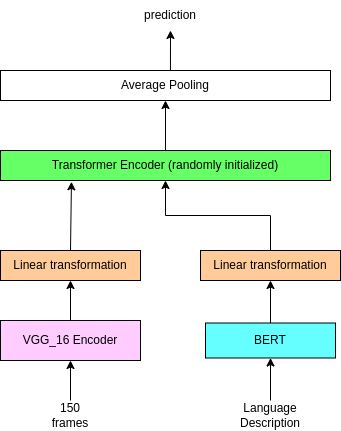 prediction
Average Pooling
Transformer Encoder (randomly initialized)
Linear transformation
Linear transformation
VGG_16 Encoder
BERT
150
frames
Language
Description